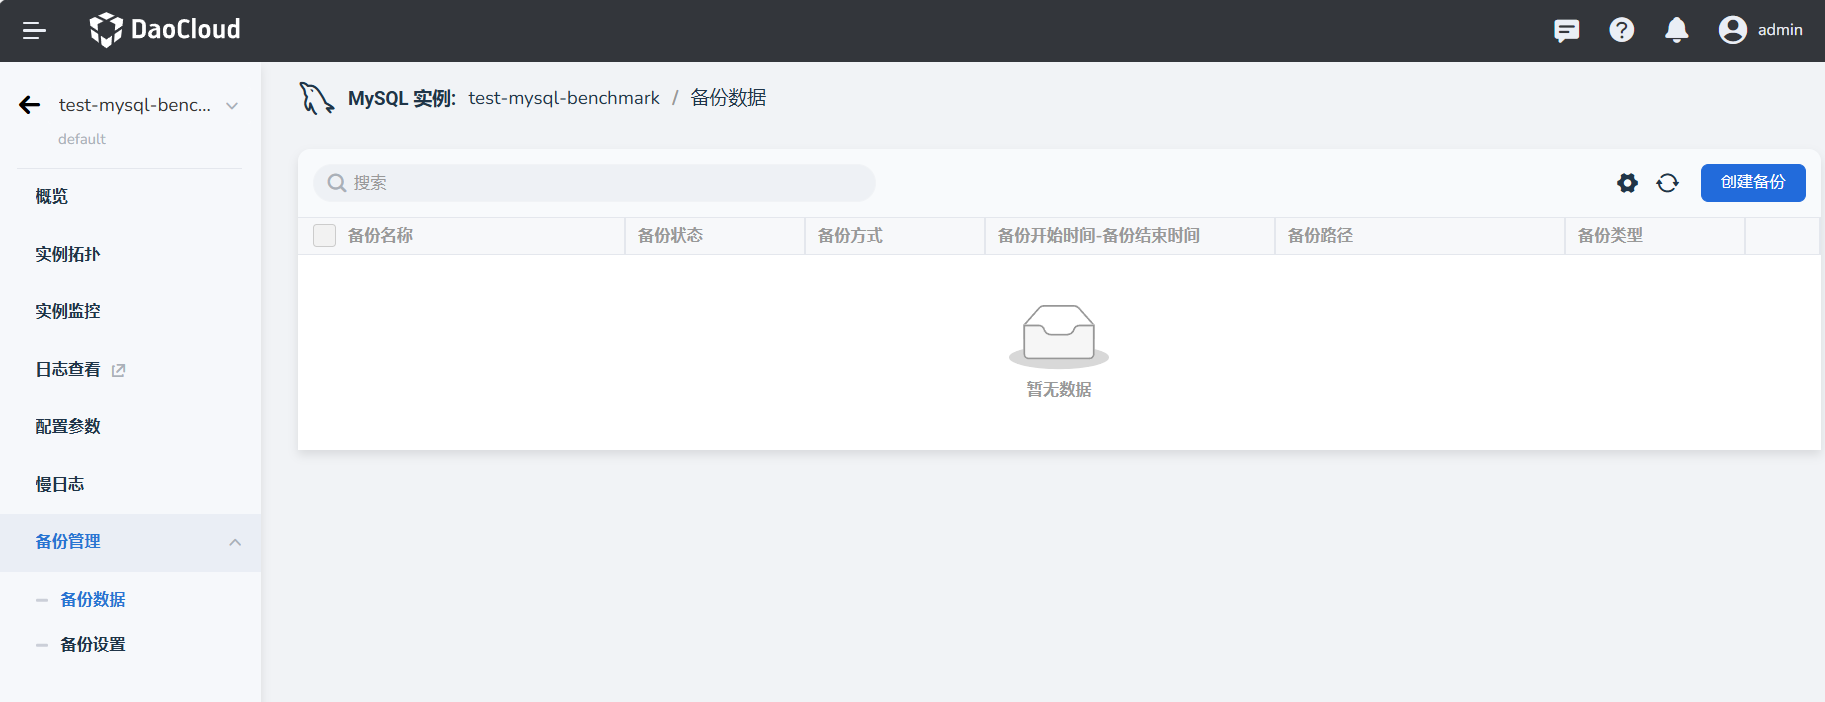 DaoCloud
admin
test-mysql-benc...
default
概览
实例拓扑
实例监控
日志查看
配置参数
慢日志
备份管理
备份数据
备份设置
MySQL 实例: test-mysql-benchmark / 备份数据
搜索
创建备份
备份名称 备份状态 备份方式 备份开始时间-备份结束时间 备份路径 备份类型
暂无数据